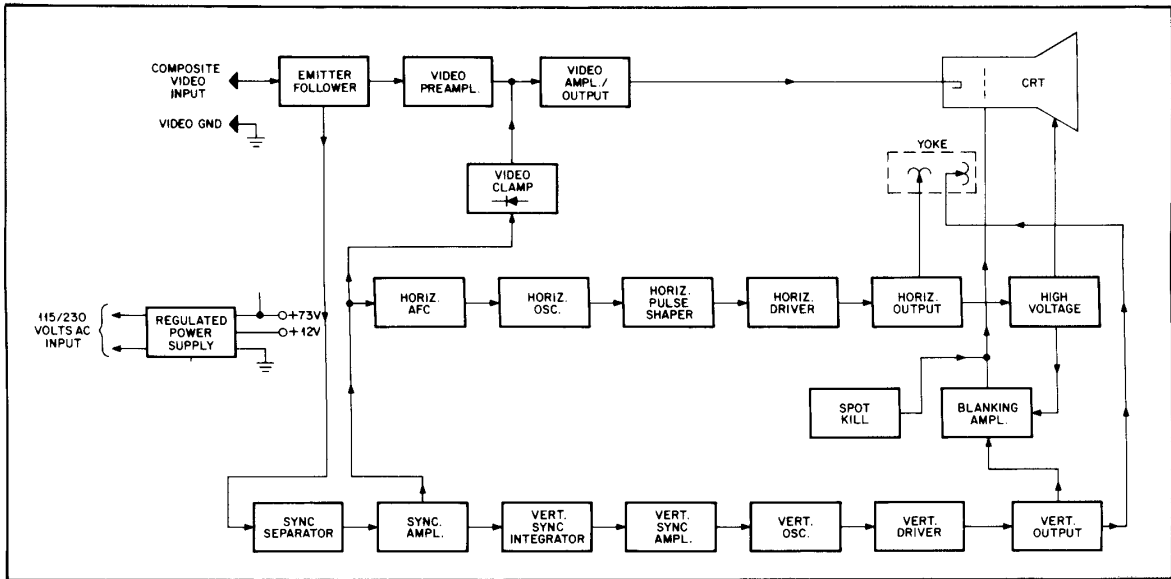 COMPOSITE
VIDEO
INPUT
EMITTER
FOLLOWER
VIDEO
PREAMPL.
VIDEO
AMPL./
OUTPUT
CRT
VIDEO GND
YOKE
VIDEO
CLAMP
115/230
VOLTS AC
INPUT
REGULATED
POWER
SUPPLY
+73V
+12V
HORIZ.
AFC
HORIZ.
OSC.
HORIZ.
PULSE
SHAPER
HORIZ.
DRIVER
HORIZ.
OUTPUT
HIGH
VOLTAGE
SPOT
KILL
BLANKING
AMPL.
SYNC
SEPARATOR
SYNC.
AMPL.
VERT.
SYNC
INTEGRATOR
VERT.
SYNC
AMPL.
VERT.
OSC.
VERT.
DRIVER
VERT.
OUTPUT